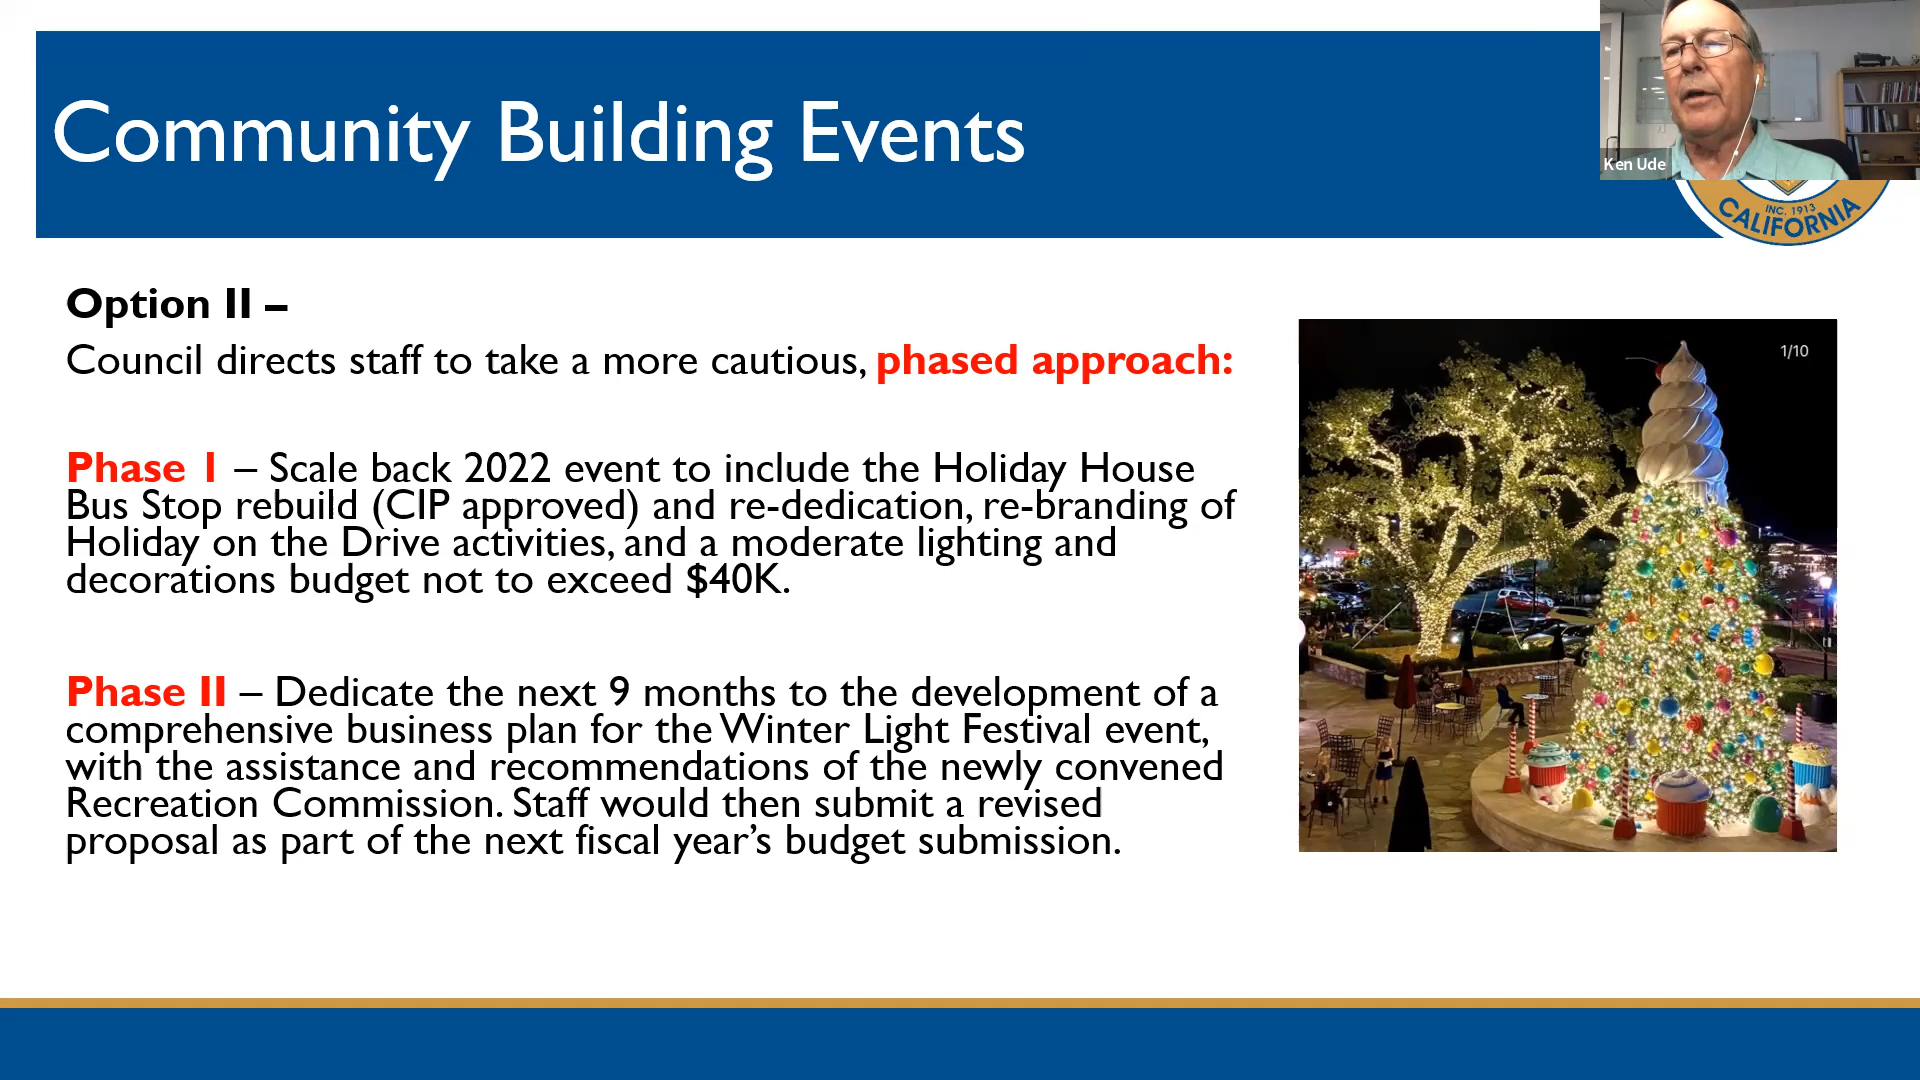 Community Building Events
Ken Ude
INC. 1913
CALIFORNIA
Option II –
Council directs staff to take a more cautious, phased approach:
1/10
Phase I – Scale back 2022 event to include the Holiday House
Bus Stop rebuild (CIP approved) and re-dedication, re-branding of
Holiday on the Drive activities, and a moderate lighting and
decorations budget not to exceed $40K.
Phase II – Dedicate the next 9 months to the development of a
comprehensive business plan for the Winter Light Festival event,
with the assistance and recommendations of the newly convened
Recreation Commission. Staff would then submit a revised
proposal as part of the next fiscal year’s budget submission.